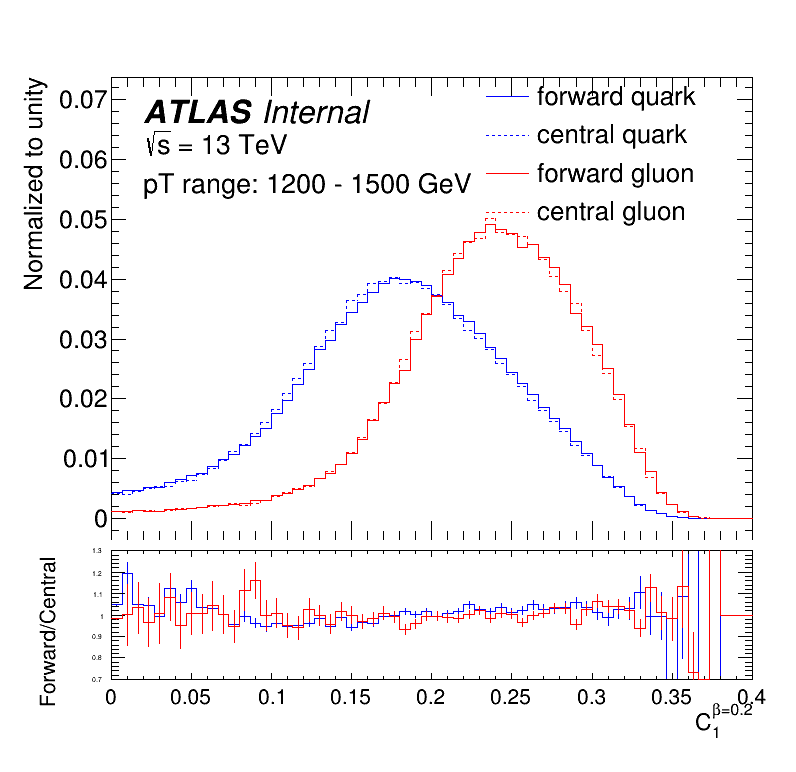 ATLAS Internal
√s = 13 TeV
pT range: 1200 - 1500 GeV
forward quark
central quark
forward gluon
central gluon
Normalized to unity
0.07
0.06
0.05
0.04
0.03
0.02
0.01
0
Forward/Central
1.3
1.2
1.1
1
0.9
0.8
0.7
0 0.05 0.1 0.15 0.2 0.25 0.3 0.35 0.4
C₁^β=0.2